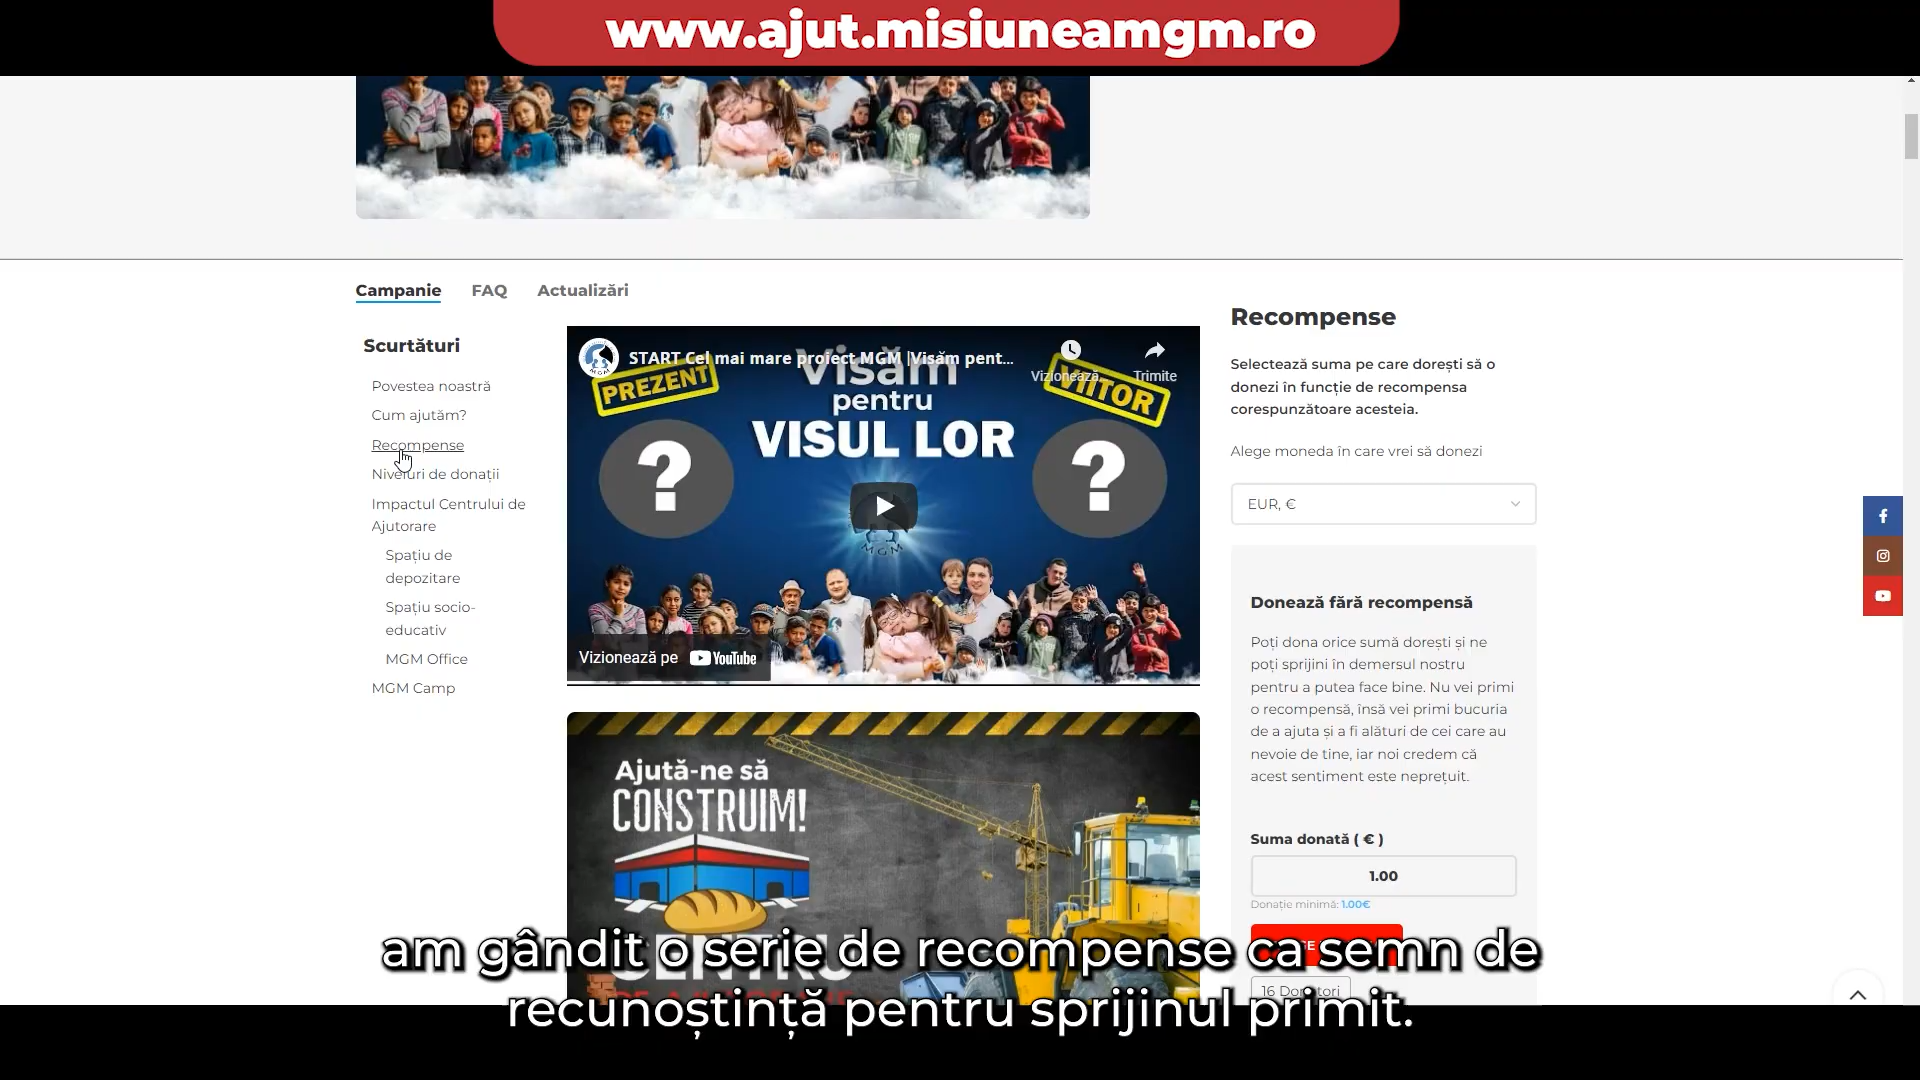 www.ajut.misiuneamgm.ro
Campanie FAQ Actualizări
Scurtături
Povestea noastră
Cum ajutăm?
Recompense
Niveluri de donații
Impactul Centrului de
Ajutorare
Spațiu de
depozitare
Spațiu socio-
educativ
MGM Office
MGM Camp
START Cel mai mare proiect MGM |Visăm pent...
Vizionează...
Trimite
PREZENT
VIITOR
Visăm
pentru
VISUL LOR
MGM
Vizionează pe YouTube
Ajută-ne să
CONSTRUIM!
CENTRU
Recompense
Selectează suma pe care dorești să o
donezi în funcție de recompensa
corespunzătoare acesteia.
Alege moneda în care vrei să donezi
EUR, €
Donează fără recompensă
Poți dona orice sumă dorești și ne
poți sprijini în demersul nostru
pentru a putea face bine. Nu vei primi
o recompensă, însă vei primi bucuria
de a ajuta și a fi alături de cei care au
nevoie de tine, iar noi credem că
acest sentiment este neprețuit.
Suma donată ( € )
1.00
Donație minimă: 1.00€
16 Donatori
am gândit o serie de recompense ca semn de
recunoștință pentru sprijinul primit.